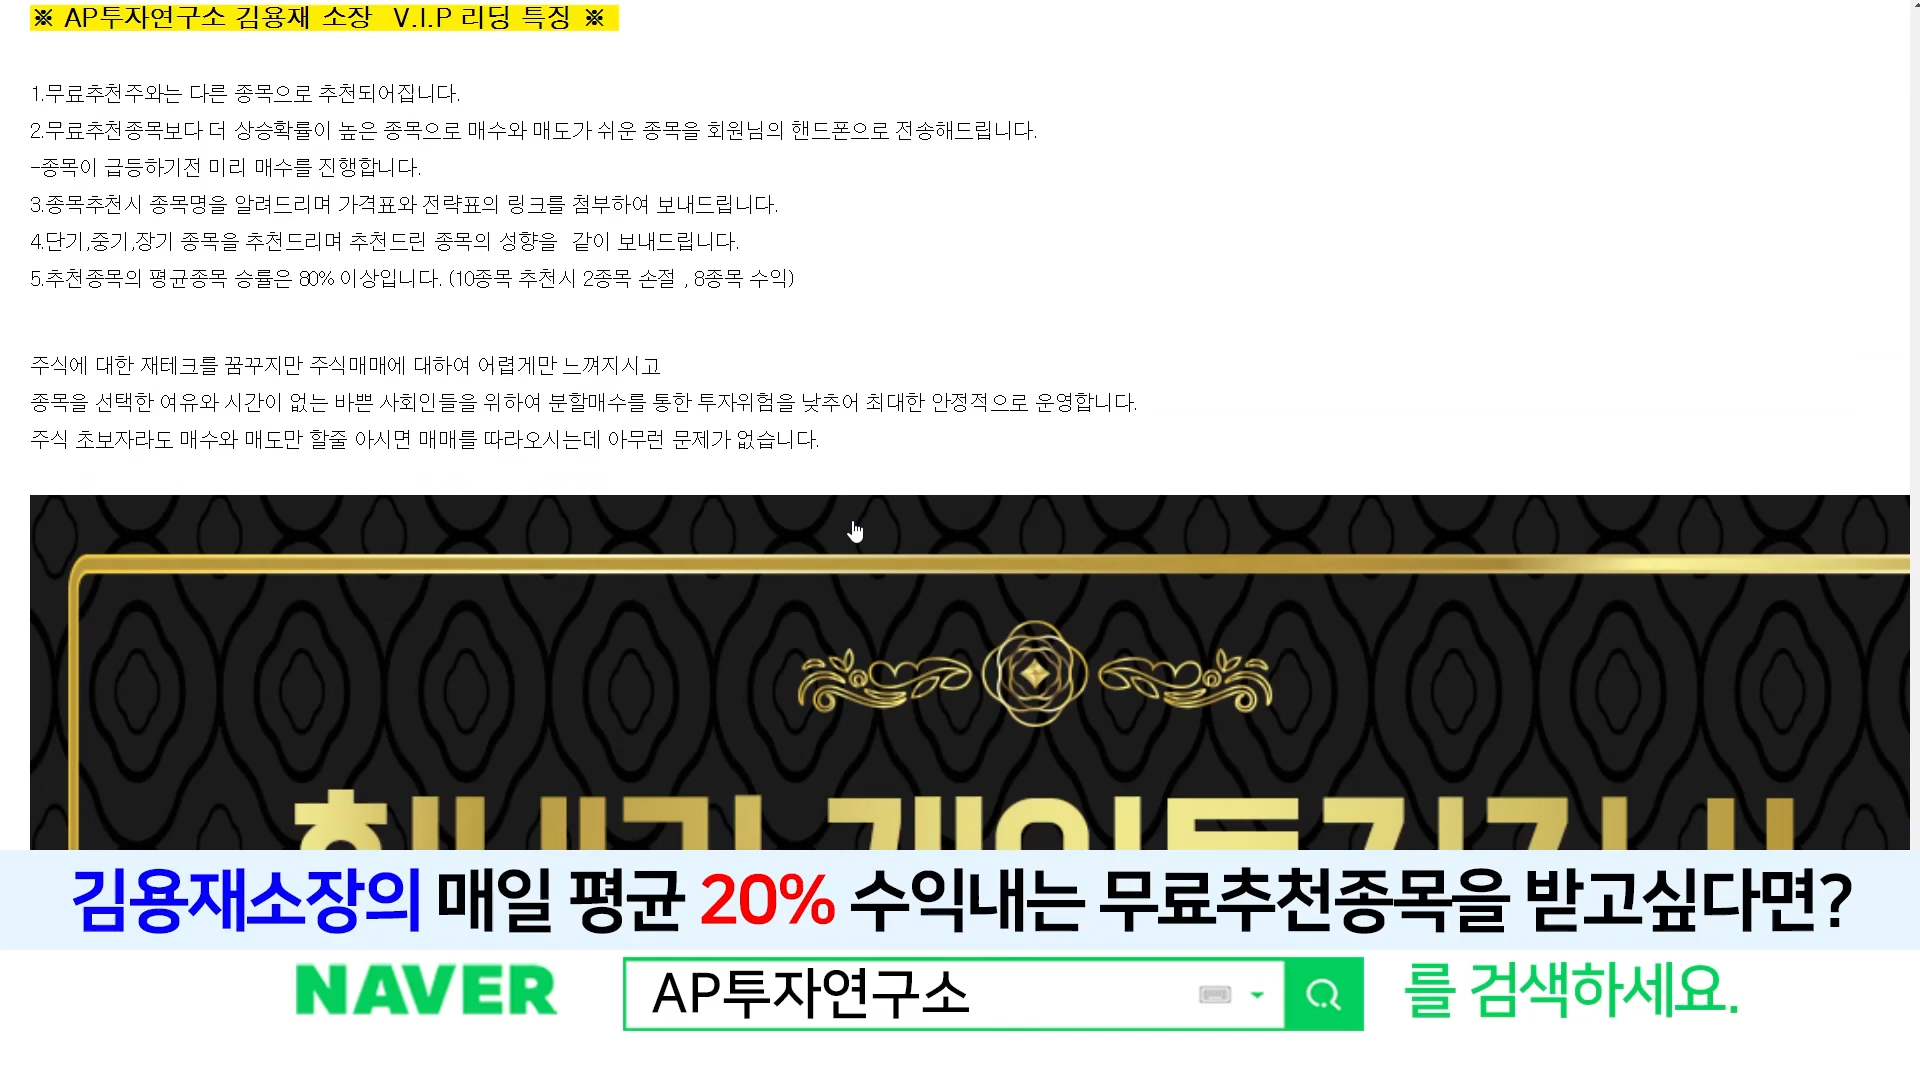 ※ AP투자연구소 김용재 소장 V.I.P 리딩 특징 ※
1.무료추천주와는 다른 종목으로 추천되어집니다.
2.무료추천종목보다 더 상승확률이 높은 종목으로 매수와 매도가 쉬운 종목을 회원님의 핸드폰으로 전송해드립니다.
-종목이 급등하기전 미리 매수를 진행합니다.
3.종목추천시 종목명을 알려드리며 가격표와 전략표의 링크를 첨부하여 보내드립니다.
4.단기,중기,장기 종목을 추천드리며 추천드린 종목의 성향을 같이 보내드립니다.
5.추천종목의 평균종목 승률은 80% 이상입니다. (10종목 추천시 2종목 손절 , 8종목 수익)
주식에 대한 재테크를 꿈꾸지만 주식매매에 대하여 어렵게만 느껴지시고
종목을 선택한 여유와 시간이 없는 바쁜 사회인들을 위하여 분할매수를 통한 투자위험을 낮추어 최대한 안정적으로 운영합니다.
주식 초보자라도 매수와 매도만 할줄 아시면 매매를 따라오시는데 아무런 문제가 없습니다.
김용재소장의 매일 평균 20% 수익내는 무료추천종목을 받고싶다면?
NAVER AP투자연구소 를 검색하세요.